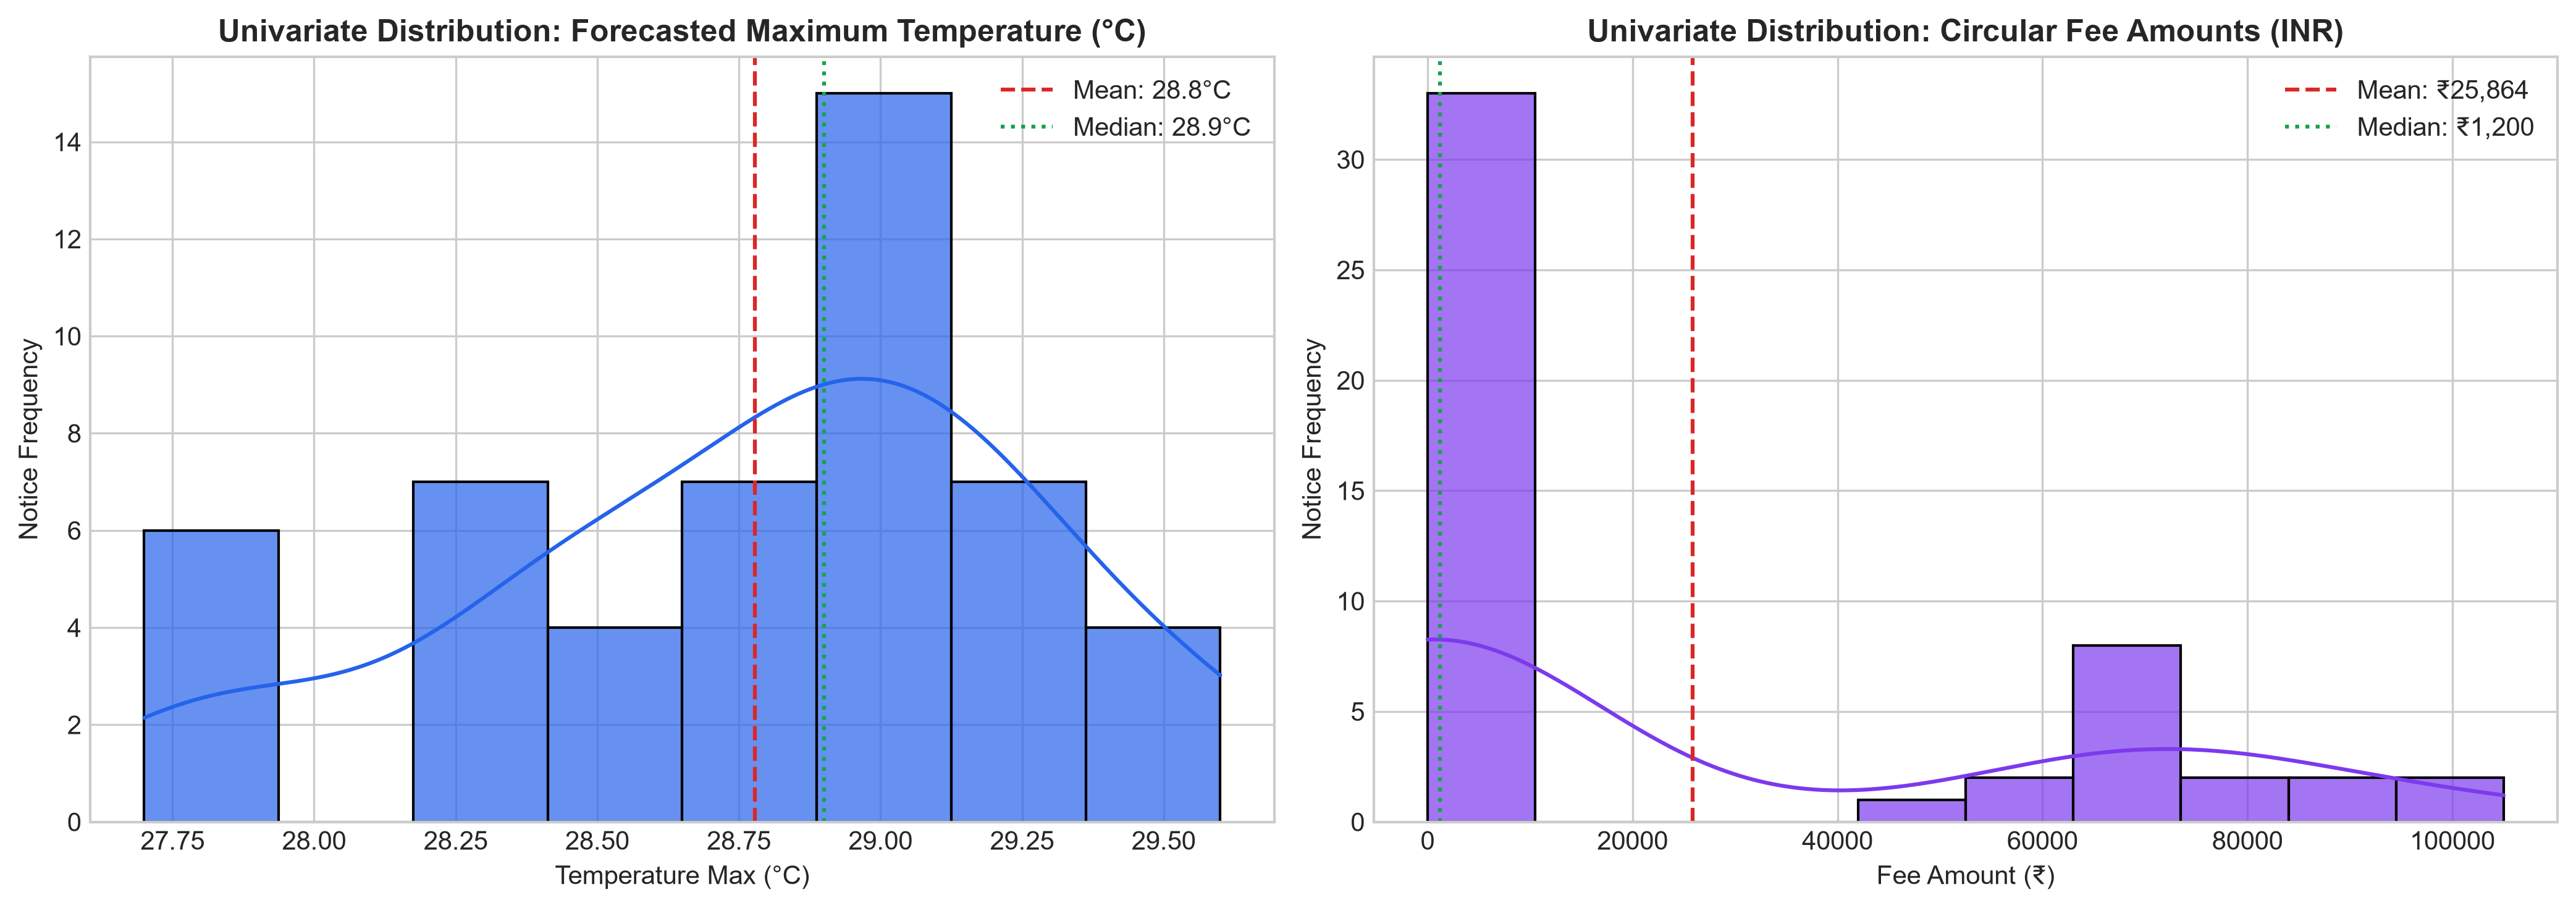 Univariate Distribution: Forecasted Maximum Temperature (°C)
Mean: 28.8°C
Median: 28.9°C
Notice Frequency
14
12
10
8
6
4
2
0
27.75 28.00 28.25 28.50 28.75 29.00 29.25 29.50
Temperature Max (°C)
Univariate Distribution: Circular Fee Amounts (INR)
Mean: ₹25,864
Median: ₹1,200
Notice Frequency
30
25
20
15
10
5
0
0 20000 40000 60000 80000 100000
Fee Amount (₹)